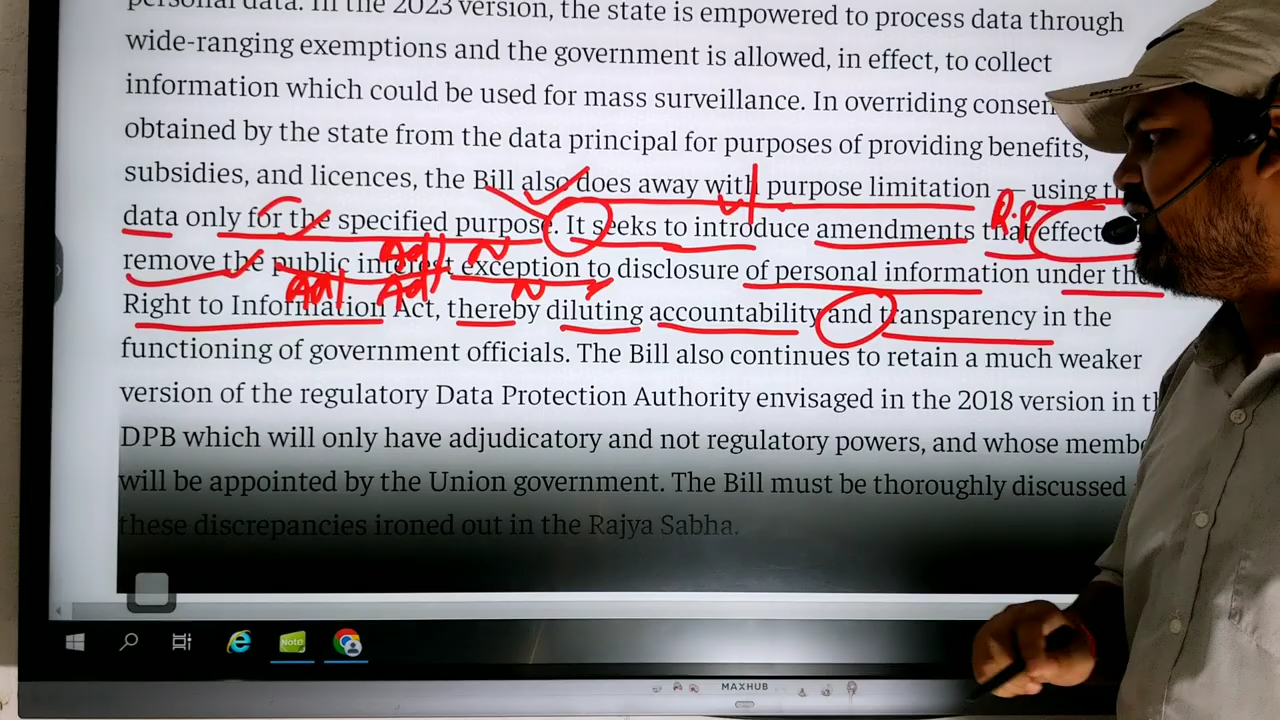 personal data. In the 2023 version, the state is empowered to process data through
wide-ranging exemptions and the government is allowed, in effect, to collect
information which could be used for mass surveillance. In overriding
obtained by the state from the data principal for purposes of providing benefits,
subsidies, and licences, the Bill also does away with purpose limitation — using
data only for the specified purpose. It seeks to introduce amendments that
R.P
remove the public interest exception to disclosure of personal information under the
Adj N
Right to Information Act, thereby diluting accountability and transparency in the
Adj Adj N
functioning of government officials. The Bill also continues to retain a much weaker
version of the regulatory Data Protection Authority envisaged in the 2018 version in
DPB which will only have adjudicatory and not regulatory powers, and whose
will be appointed by the Union government. The Bill must be thoroughly discussed
these discrepancies ironed out in the Rajya Sabha.
Note
MAXHUB
DRI-FIT